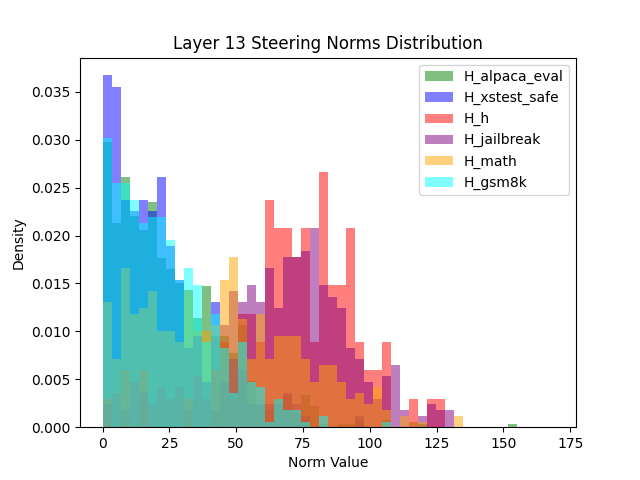 Layer 13 Steering Norms Distribution
H_alpaca_eval
H_xstest_safe
H_h
H_jailbreak
H_math
H_gsm8k
Density
0.035
0.030
0.025
0.020
0.015
0.010
0.005
0.000
0 25 50 75 100 125 150 175
Norm Value